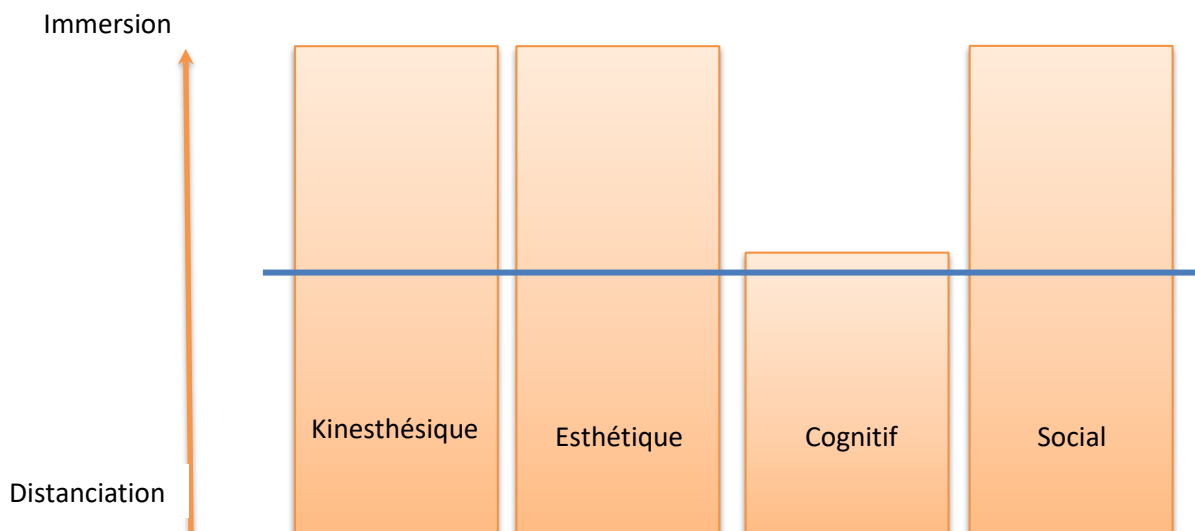 Immersion
Kinesthésique
Esthétique
Cognitif
Social
Distanciation